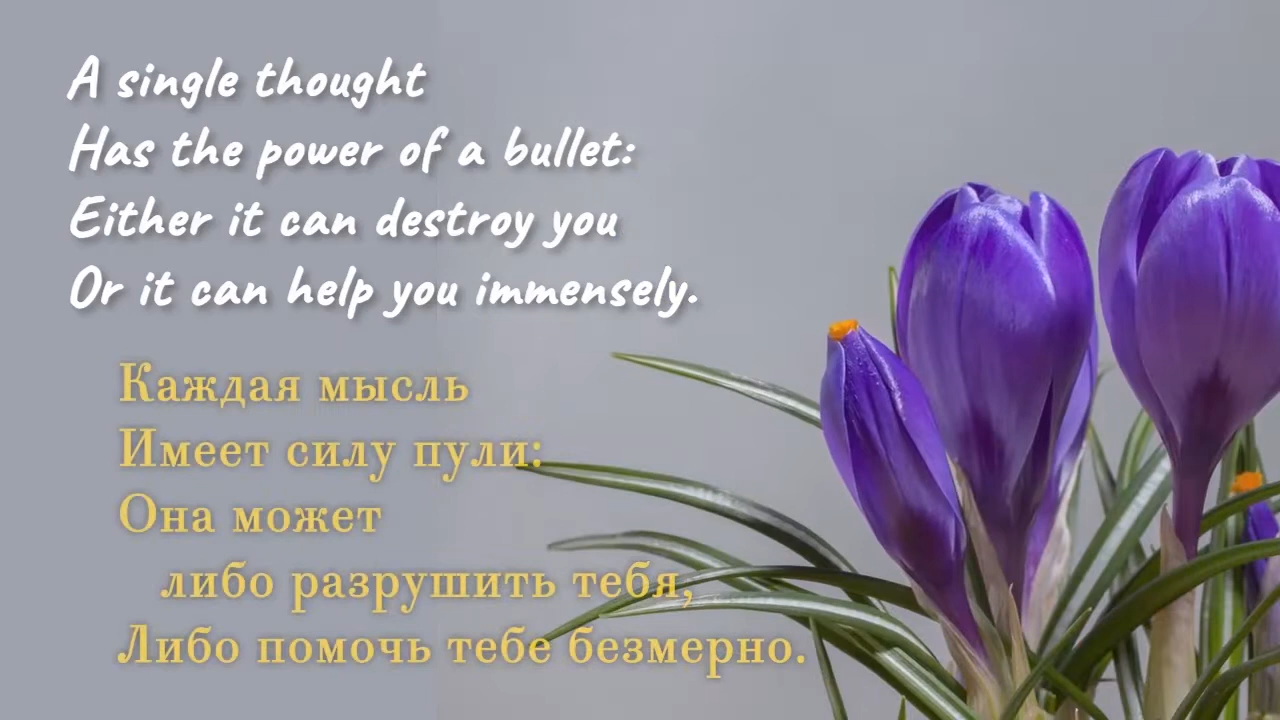 A single thought
Has the power of a bullet:
Either it can destroy you
Or it can help you immensely.
Каждая мысль
Имеет силу пули:
Она может
либо разрушить тебя,
Либо помочь тебе безмерно.